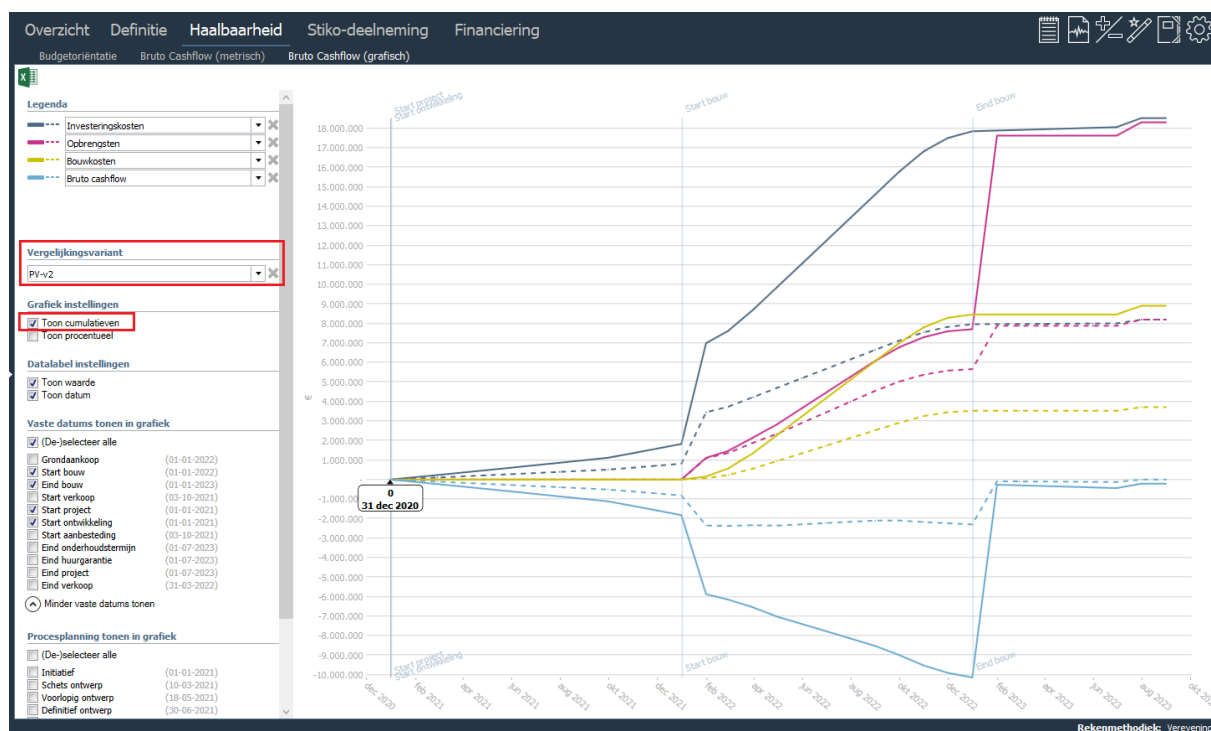 Overzicht Definitie Haalbaarheid Stiko-deelneming Financiering
Budgetoriëntatie Bruto Cashflow (metrisch) Bruto Cashflow (grafisch)
Legenda
Investeringskosten
Opbrengsten
Bouwkosten
Bruto cashflow
Vergelijkingsvariant
PV-v2
Grafiek instellingen
Toon cumulatieven
Toon procentueel
Datalabel instellingen
Toon waarde
Toon datum
Vaste datums tonen in grafiek
(De-)selecteer alle
Grondaankoop (01-01-2022)
Start bouw (01-01-2022)
Eind bouw (01-01-2023)
Start verkoop (03-10-2021)
Start project (01-01-2021)
Start ontwikkeling (01-01-2021)
Start aanbesteding (03-10-2021)
Eind onderhoudstermijn (01-07-2023)
Eind huurgarantie (01-07-2023)
Eind project (01-07-2023)
Eind verkoop (31-03-2022)
Minder vaste datums tonen
Procesplanning tonen in grafiek
(De-)selecteer alle
Initiatief (01-01-2021)
Schets ontwerp (10-03-2021)
Voorlopig ontwerp (18-05-2021)
Definitief ontwerp (30-06-2021)
Start project
Start ontwikkeling
Start bouw
Eind bouw
18.000.000
17.000.000
16.000.000
15.000.000
14.000.000
13.000.000
12.000.000
11.000.000
10.000.000
9.000.000
8.000.000
7.000.000
6.000.000
5.000.000
€
4.000.000
3.000.000
2.000.000
1.000.000
-
-1.000.000
0
31 dec 2020
-2.000.000
-3.000.000
-4.000.000
-5.000.000
-6.000.000
-7.000.000
-8.000.000
-9.000.000
-10.000.000
Start project
Start ontwikkeling
Start bouw
Eind bouw
dec 2020
feb 2021
apr 2021
jun 2021
aug 2021
okt 2021
dec 2021
feb 2022
apr 2022
jun 2022
aug 2022
okt 2022
dec 2022
feb 2023
apr 2023
jun 2023
aug 2023
okt 20
Rekenmethodiek: Verevening